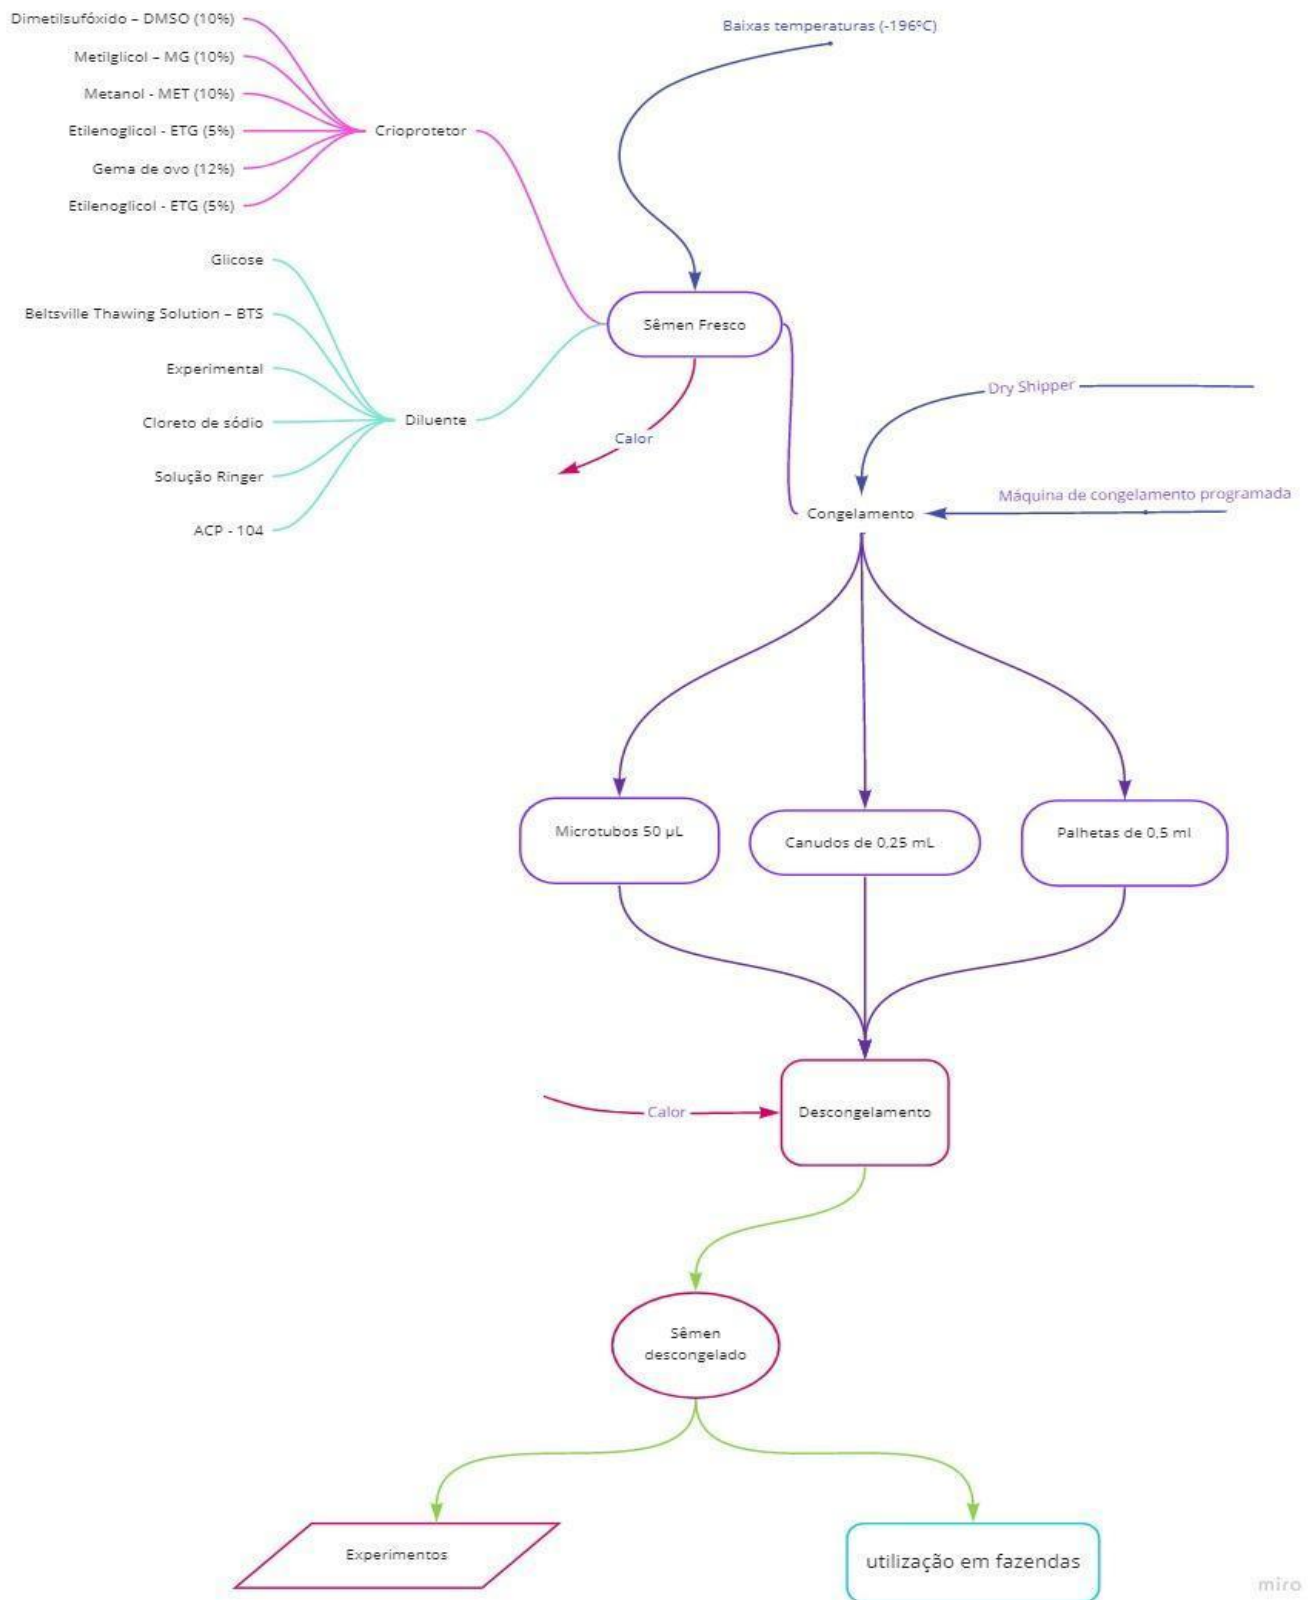 Dimetilsufóxido – DMSO (10%)
Metilglicol – MG (10%)
Metanol - MET (10%)
Etilenoglicol - ETG (5%)
Gema de ovo (12%)
Etilenoglicol - ETG (5%)
Crioprotetor
Baixas temperaturas (-196ºC)
Glicose
Beltsville Thawing Solution – BTS
Experimental
Cloreto de sódio
Solução Ringer
ACP - 104
Diluente
Sêmen Fresco
Calor
Dry Shipper
Máquina de congelamento programada
Congelamento
Microtubos 50 µL
Canudos de 0,25 mL
Palhetas de 0,5 ml
Calor
Descongelamento
Sêmen
descongelado
Experimentos
utilização em fazendas
miro